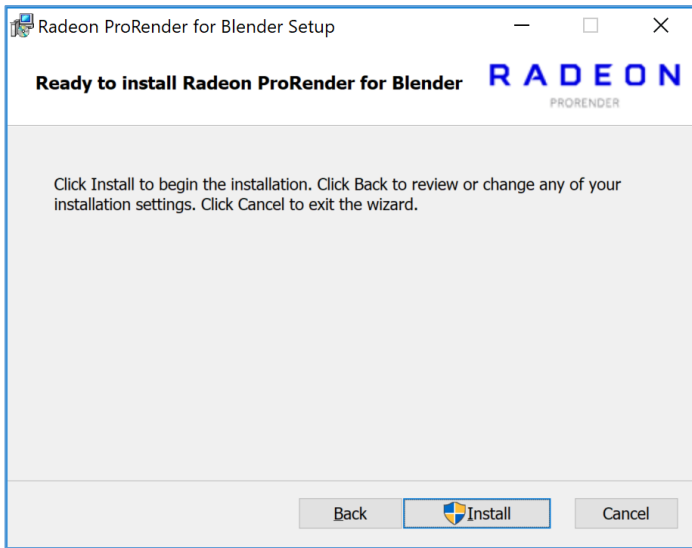 Radeon ProRender for Blender Setup
Ready to install Radeon ProRender for Blender
RADEON
PRORENDER
Click Install to begin the installation. Click Back to review or change any of your
installation settings. Click Cancel to exit the wizard.
Back
Install
Cancel